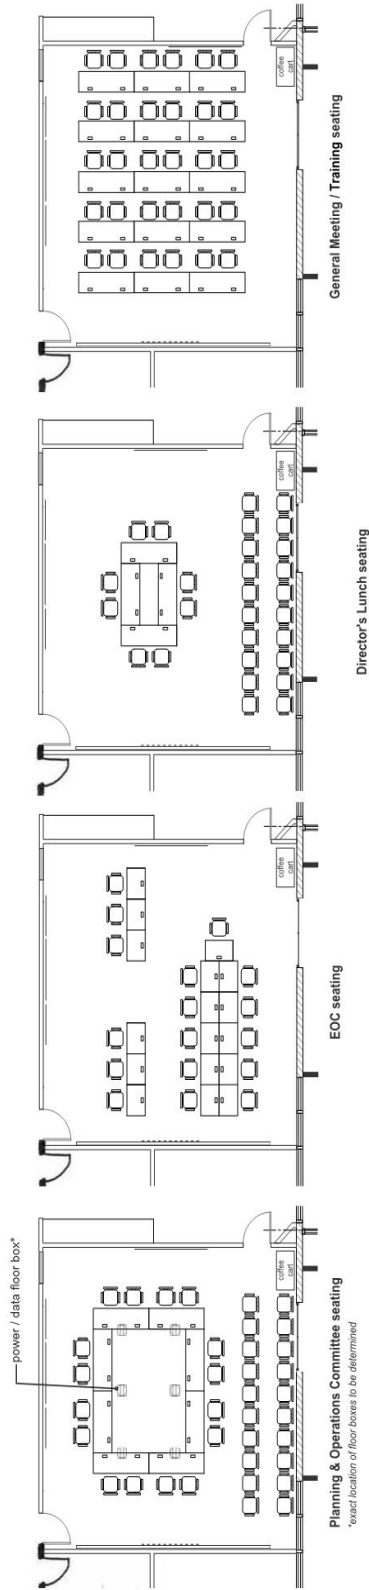 coffee
cart
General Meeting / Training seating
coffee
cart
Director's Lunch seating
coffee
cart
EOC seating
power / data floor box*
coffee
cart
Planning & Operations Committee seating
*exact location of floor boxes to be determined